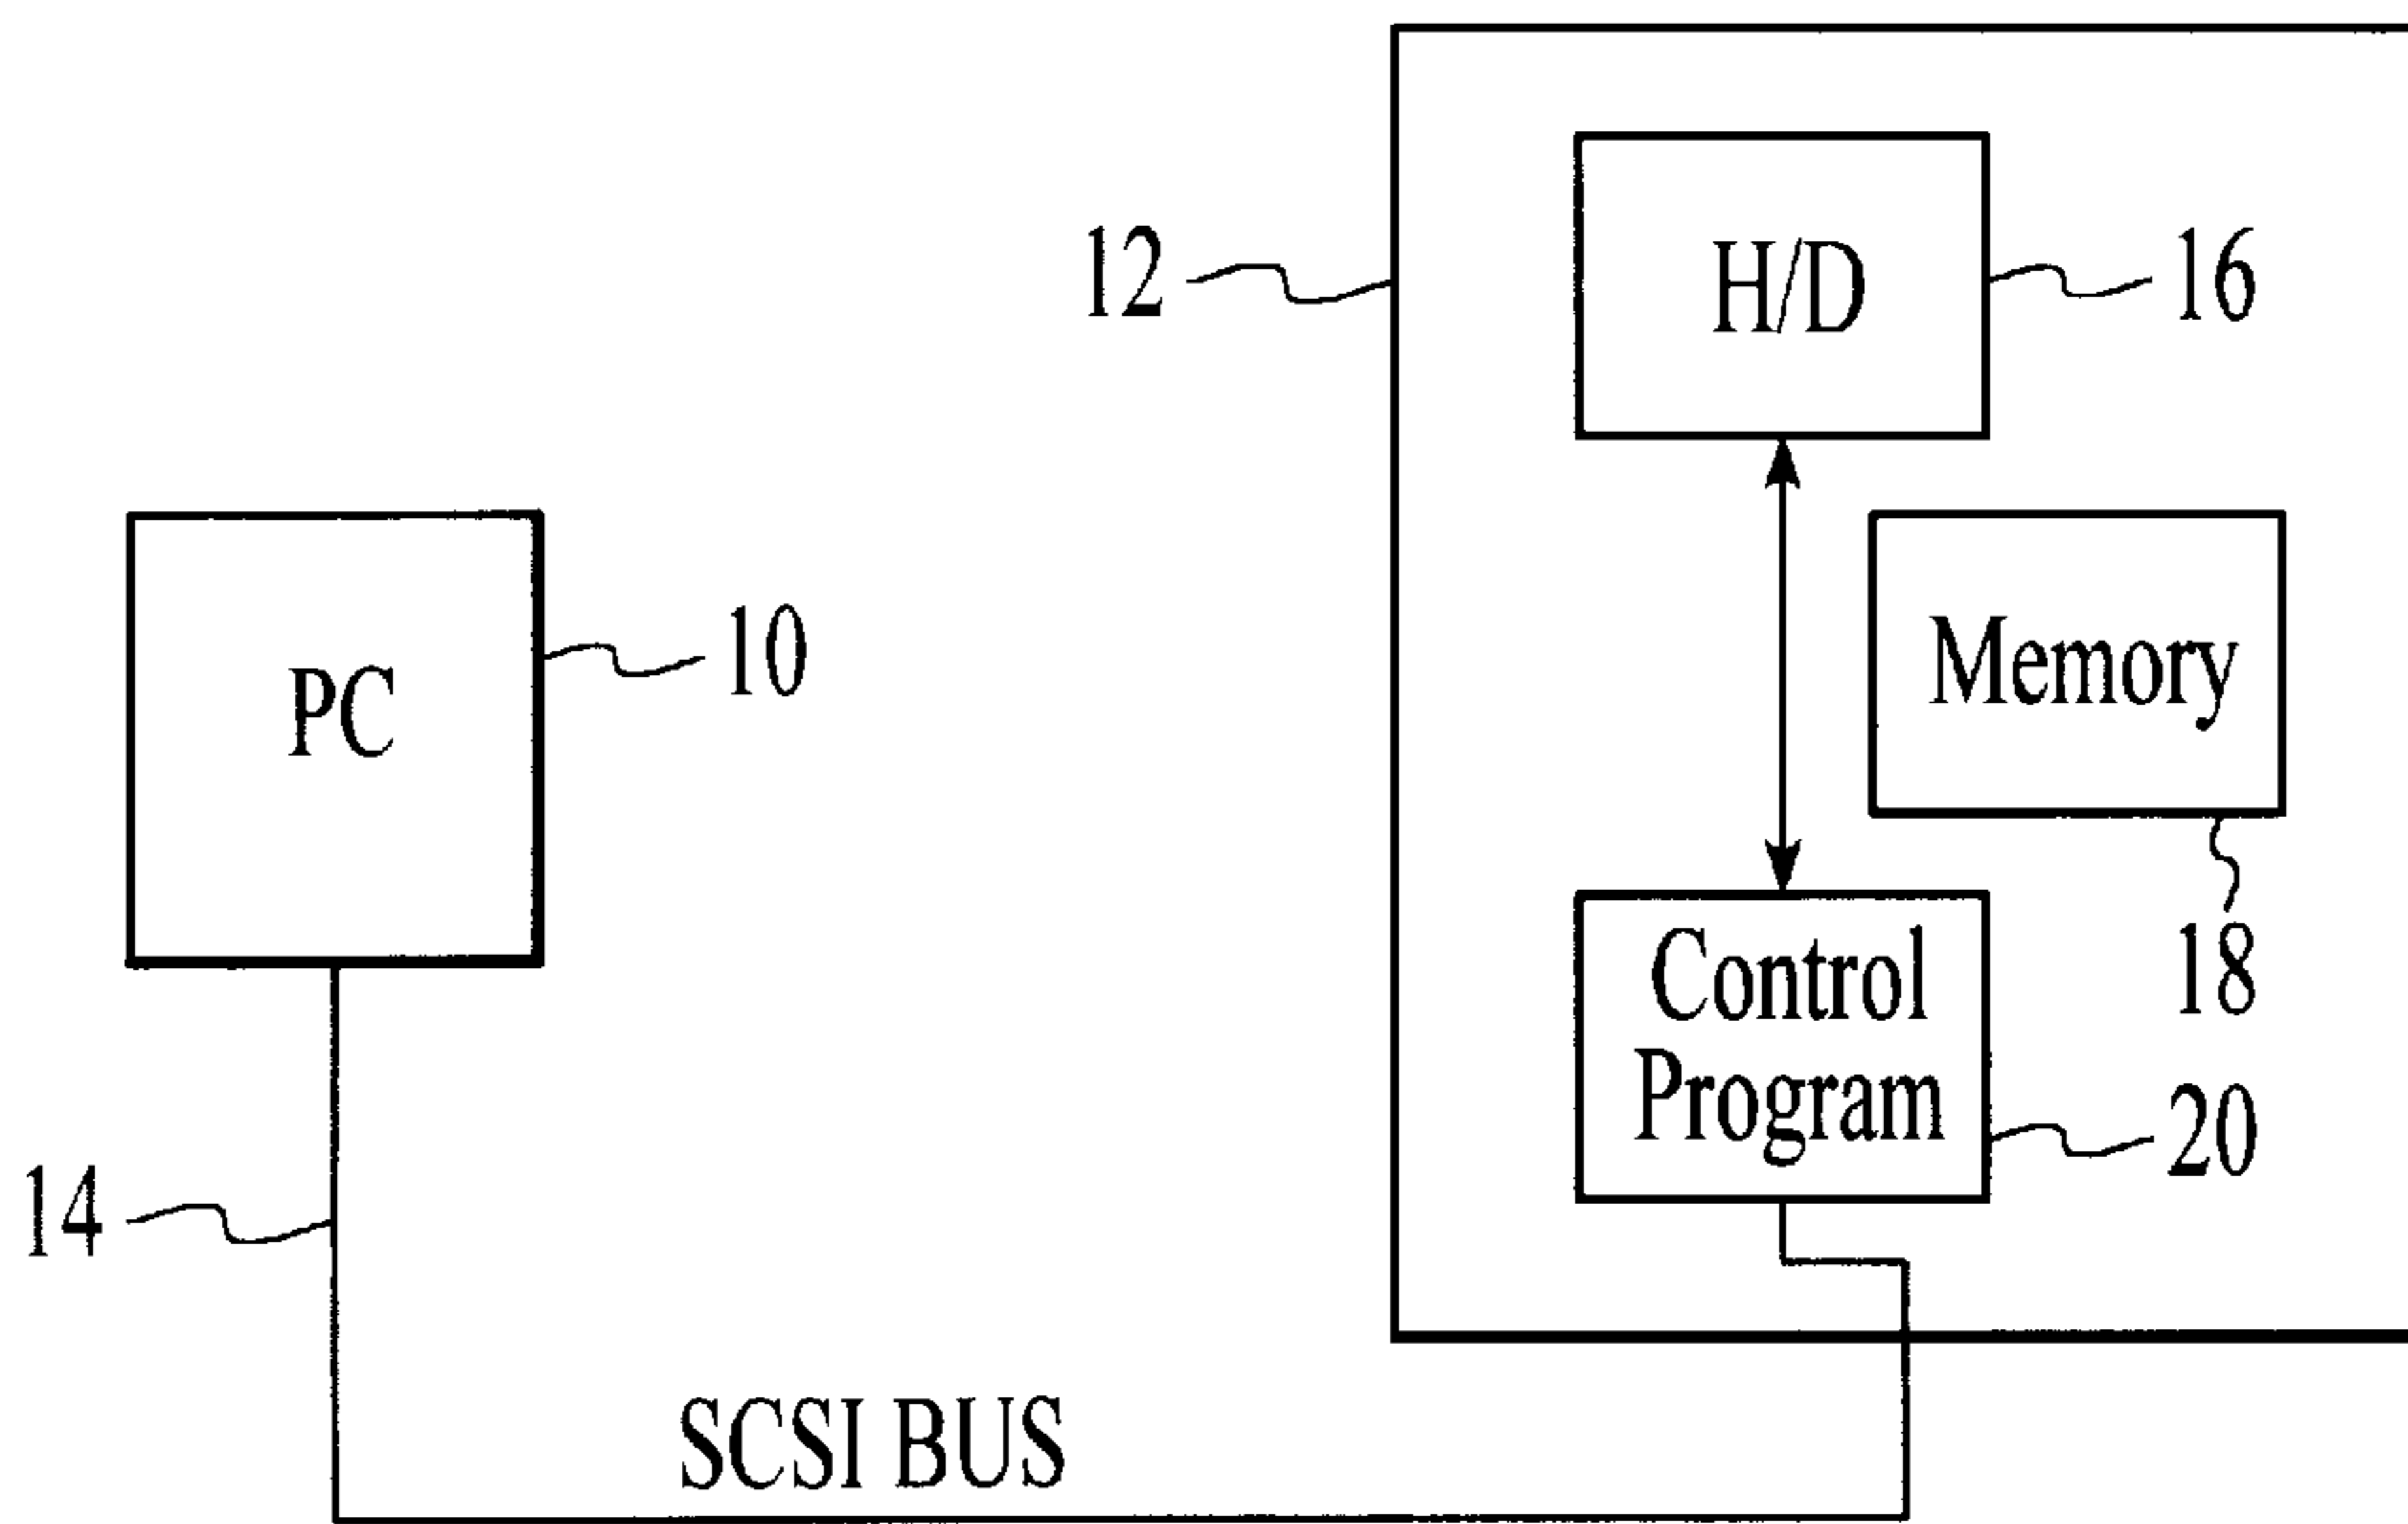 12
H/D
16
PC
10
Memory
18
Control
Program
20
14
SCSI BUS